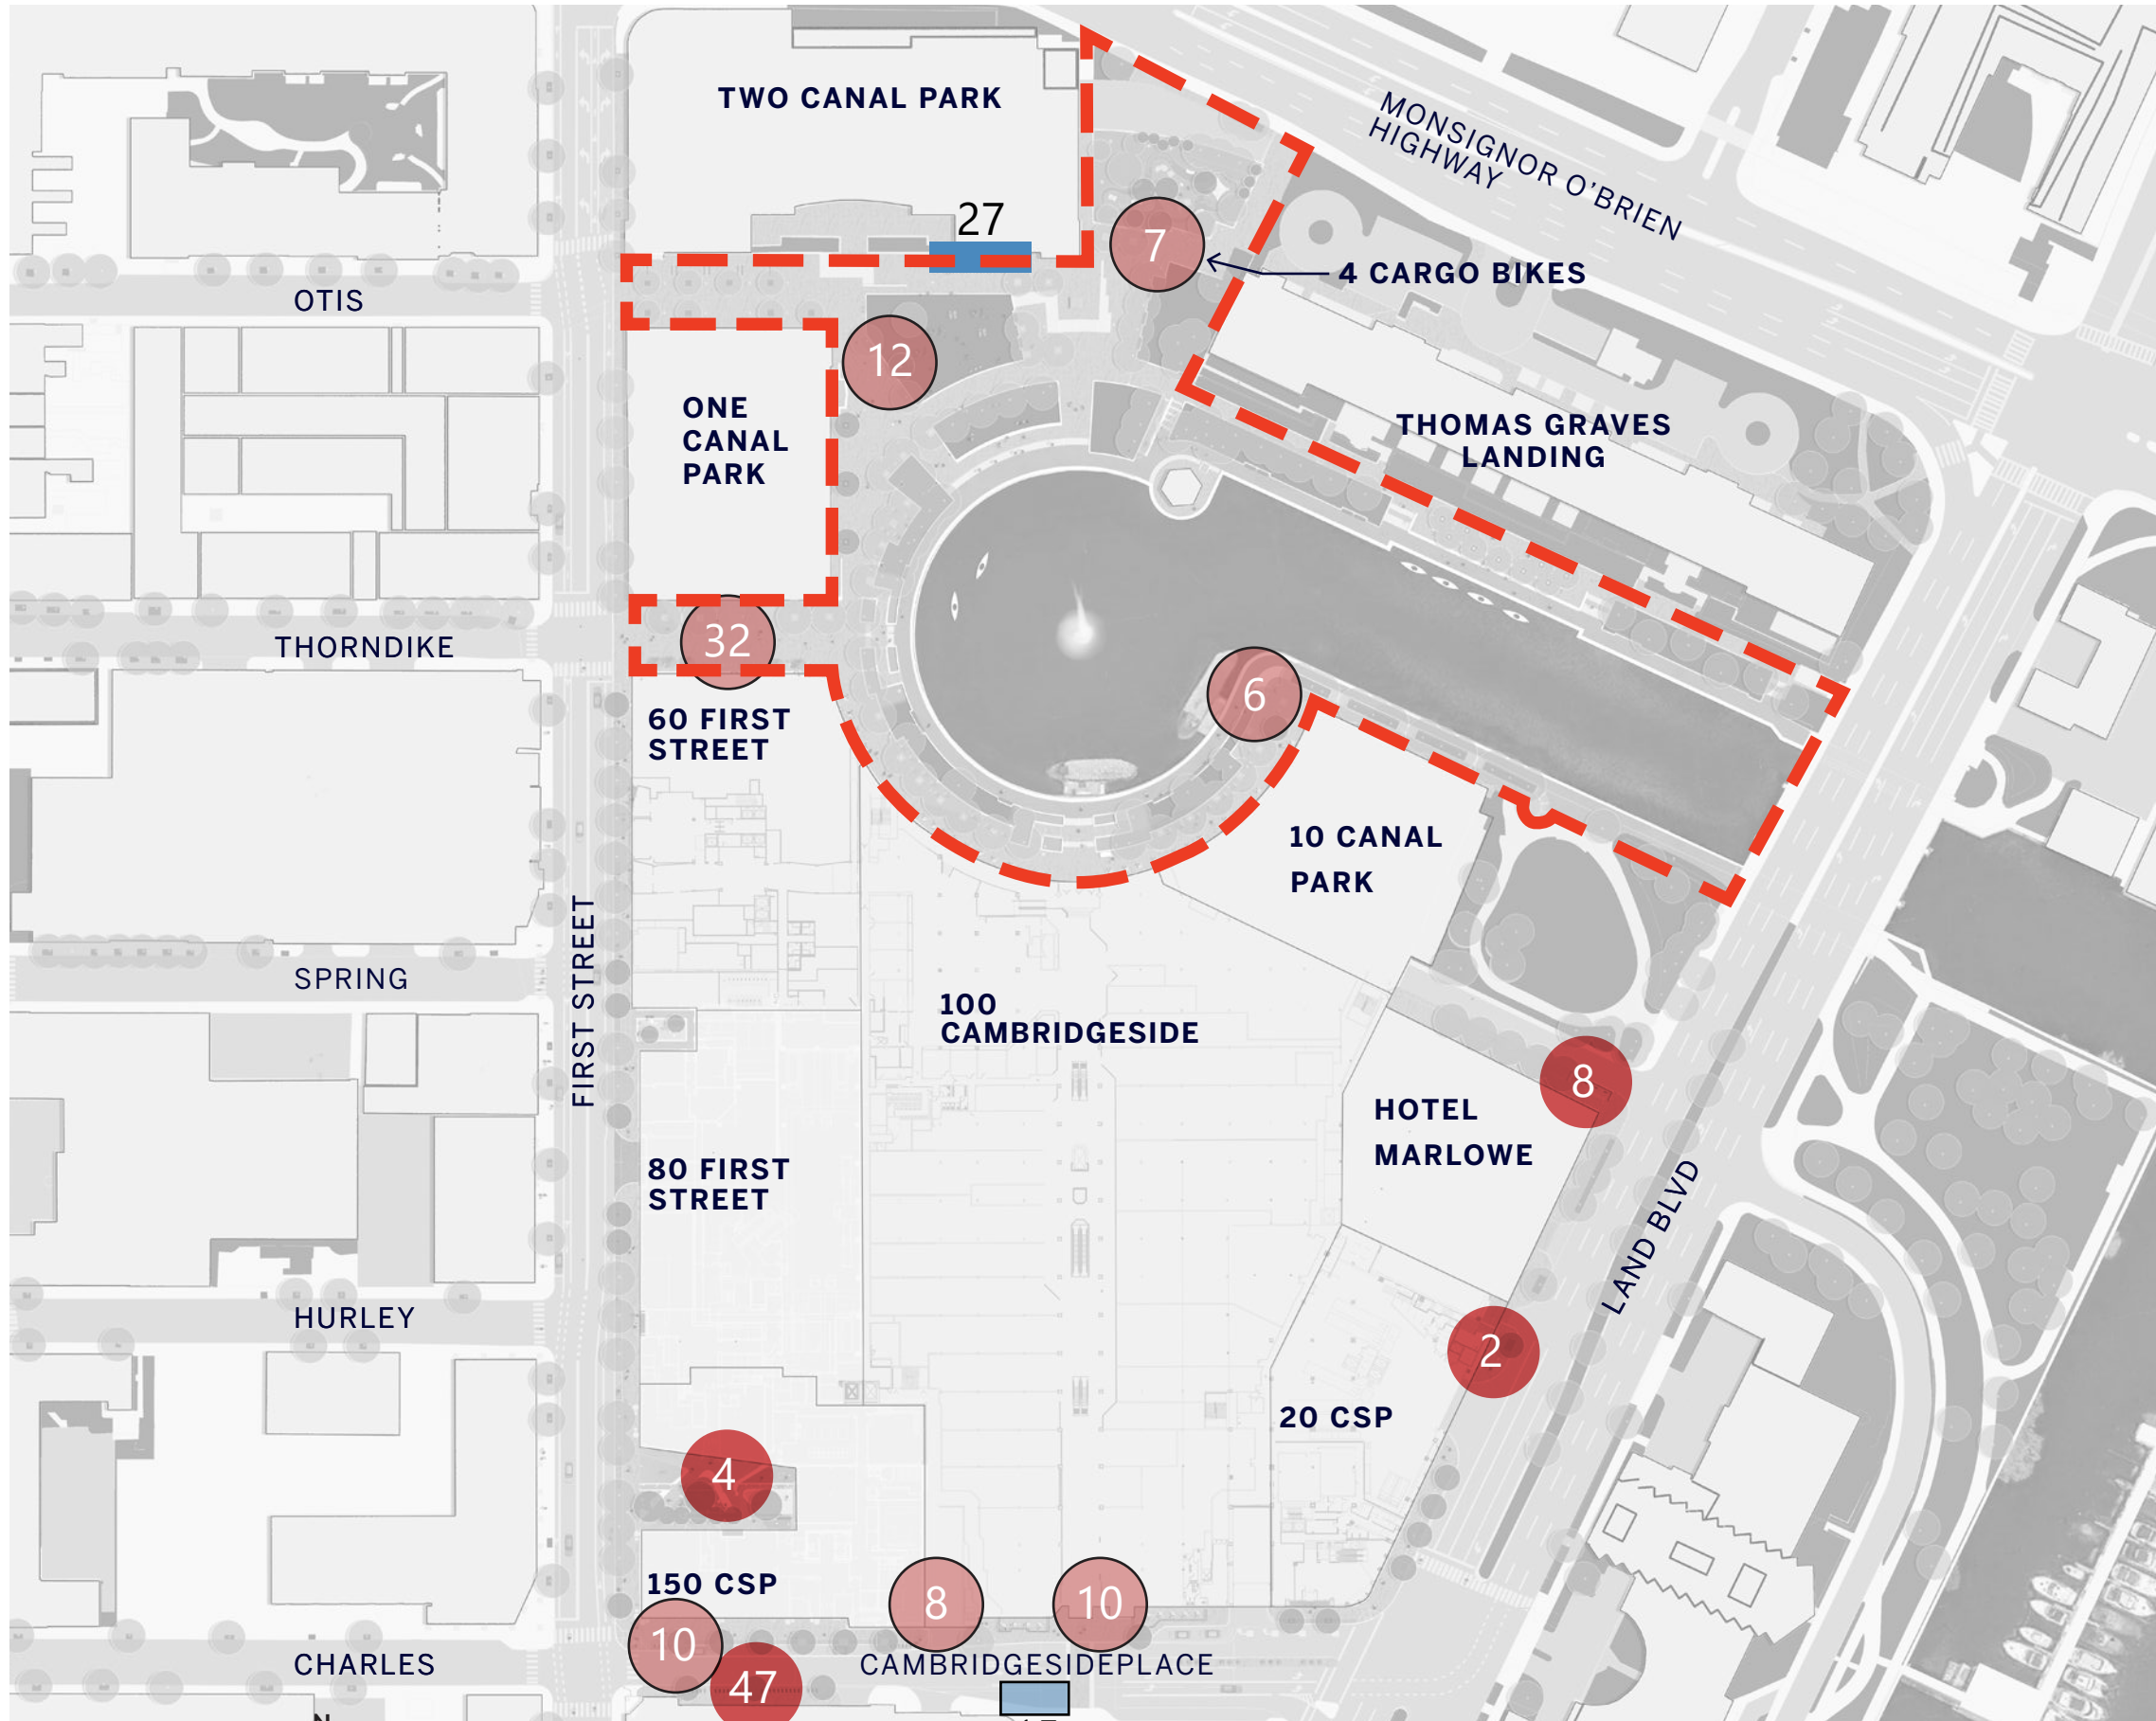 TWO CANAL PARK
MONSIGNOR O'BRIEN
HIGHWAY
27
7
4 CARGO BIKES
OTIS
12
ONE
CANAL
PARK
THOMAS GRAVES
LANDING
32
THORNDIKE
6
60 FIRST
STREET
10 CANAL
PARK
FIRST STREET
SPRING
100
CAMBRIDGESIDE
8
HOTEL
MARLOWE
80 FIRST
STREET
LAND BLVD
HURLEY
2
20 CSP
4
150 CSP
8
10
10
CHARLES
CAMBRIDGESIDEPLACE
47